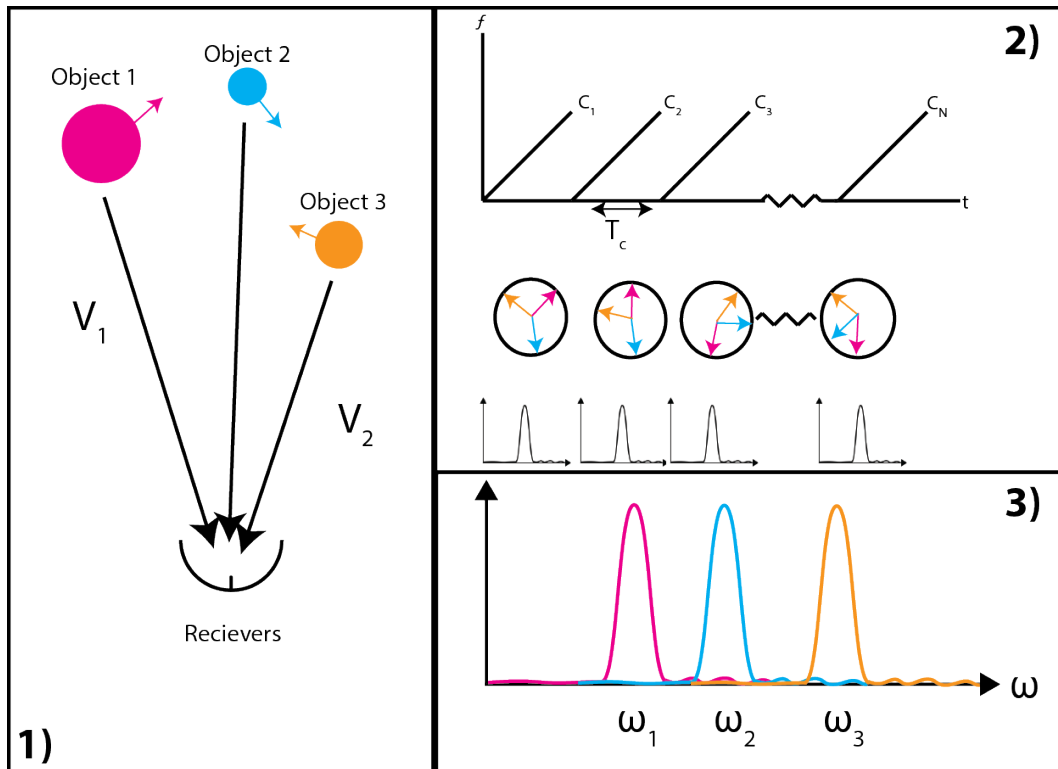 1)
Object 1
Object 2
Object 3
V1
V2
Recievers
2)
f
C1
C2
C3
CN
t
Tc
3)
ω
ω1
ω2
ω3